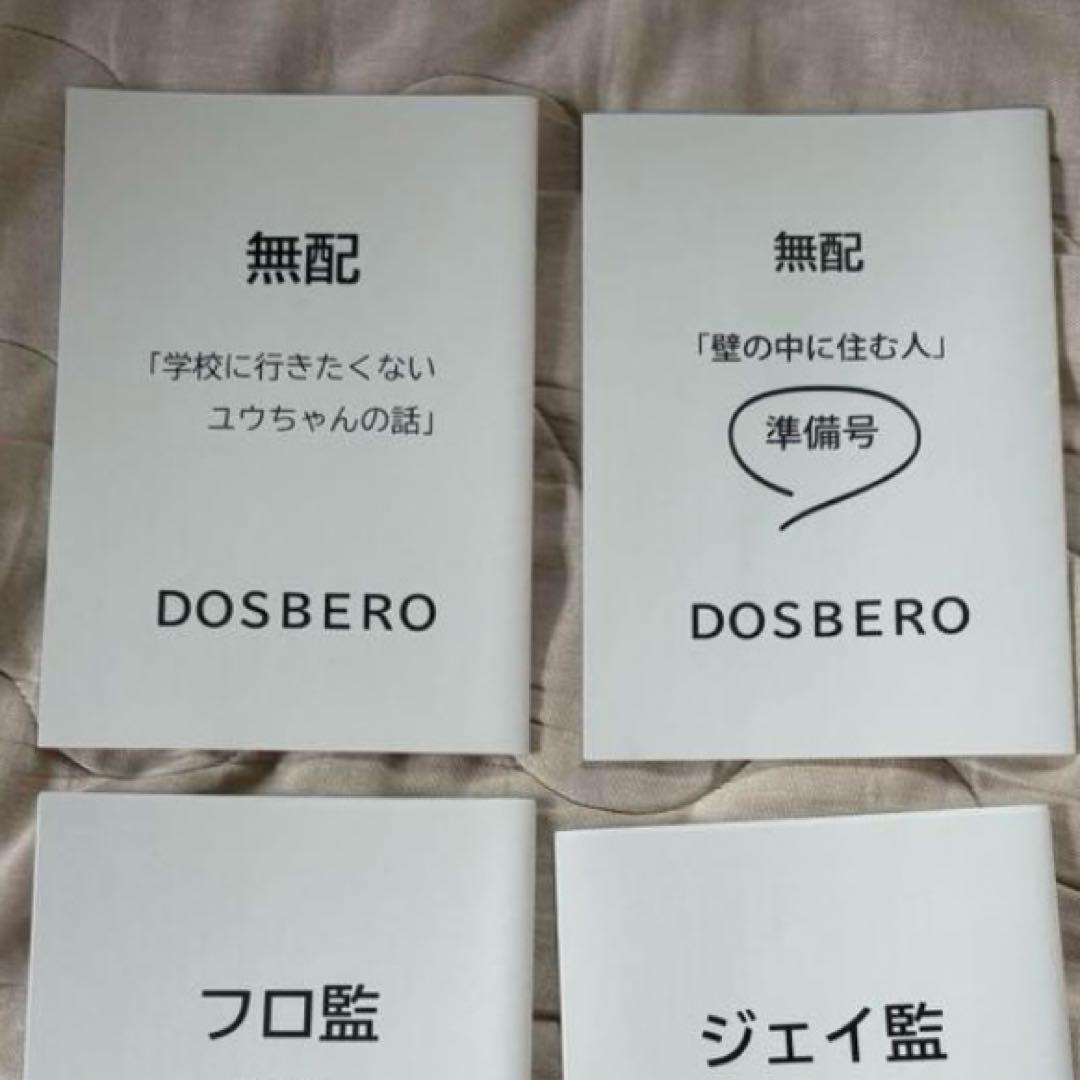 無配
「学校に行きたくない
ユウちゃんの話」
DOSBERO
無配
「壁の中に住む人」
準備号
DOSBERO
フロ監
ジェイ監